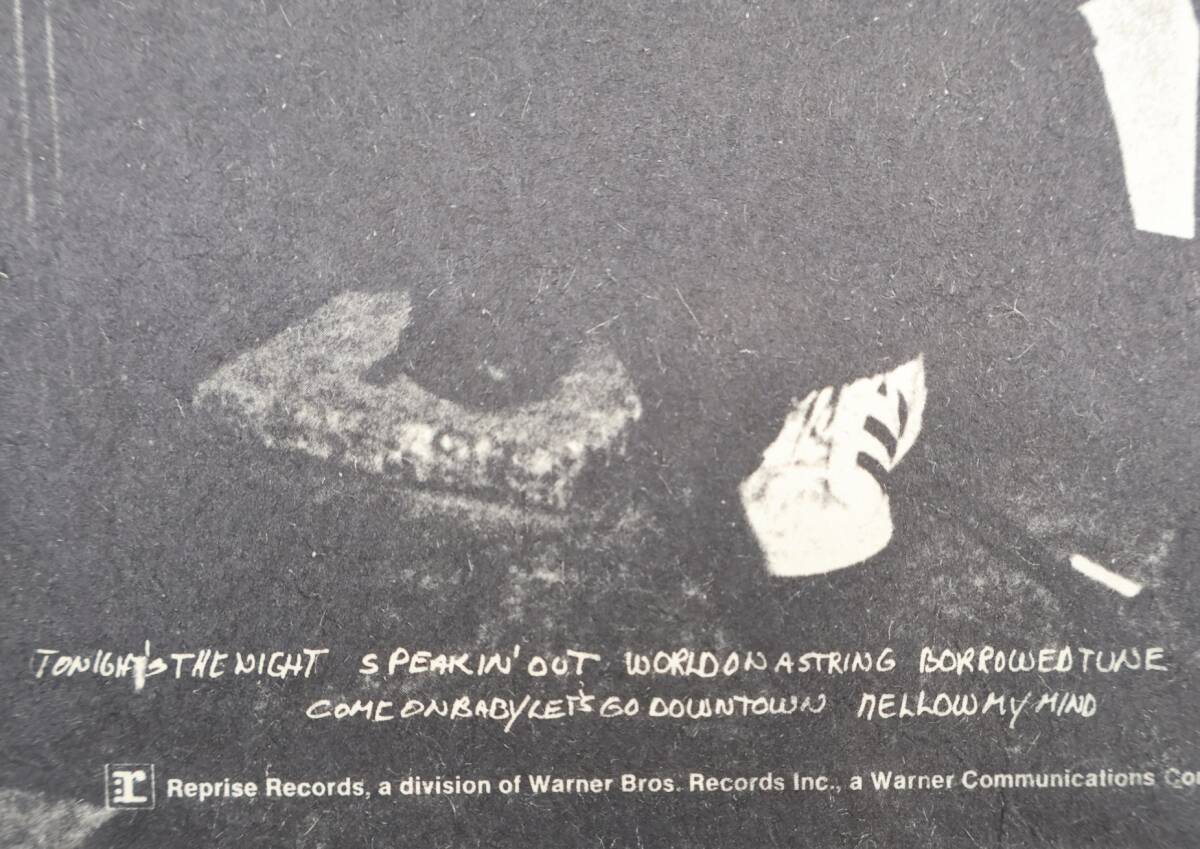 TONIGHT'S THE NIGHT SPEAKIN' OUT WORLD ON A STRING BORROWED TUNE
COME ON BABY LET'S GO DOWNTOWN MELLOW MY MIND
r Reprise Records, a division of Warner Bros. Records Inc., a Warner Communications Co